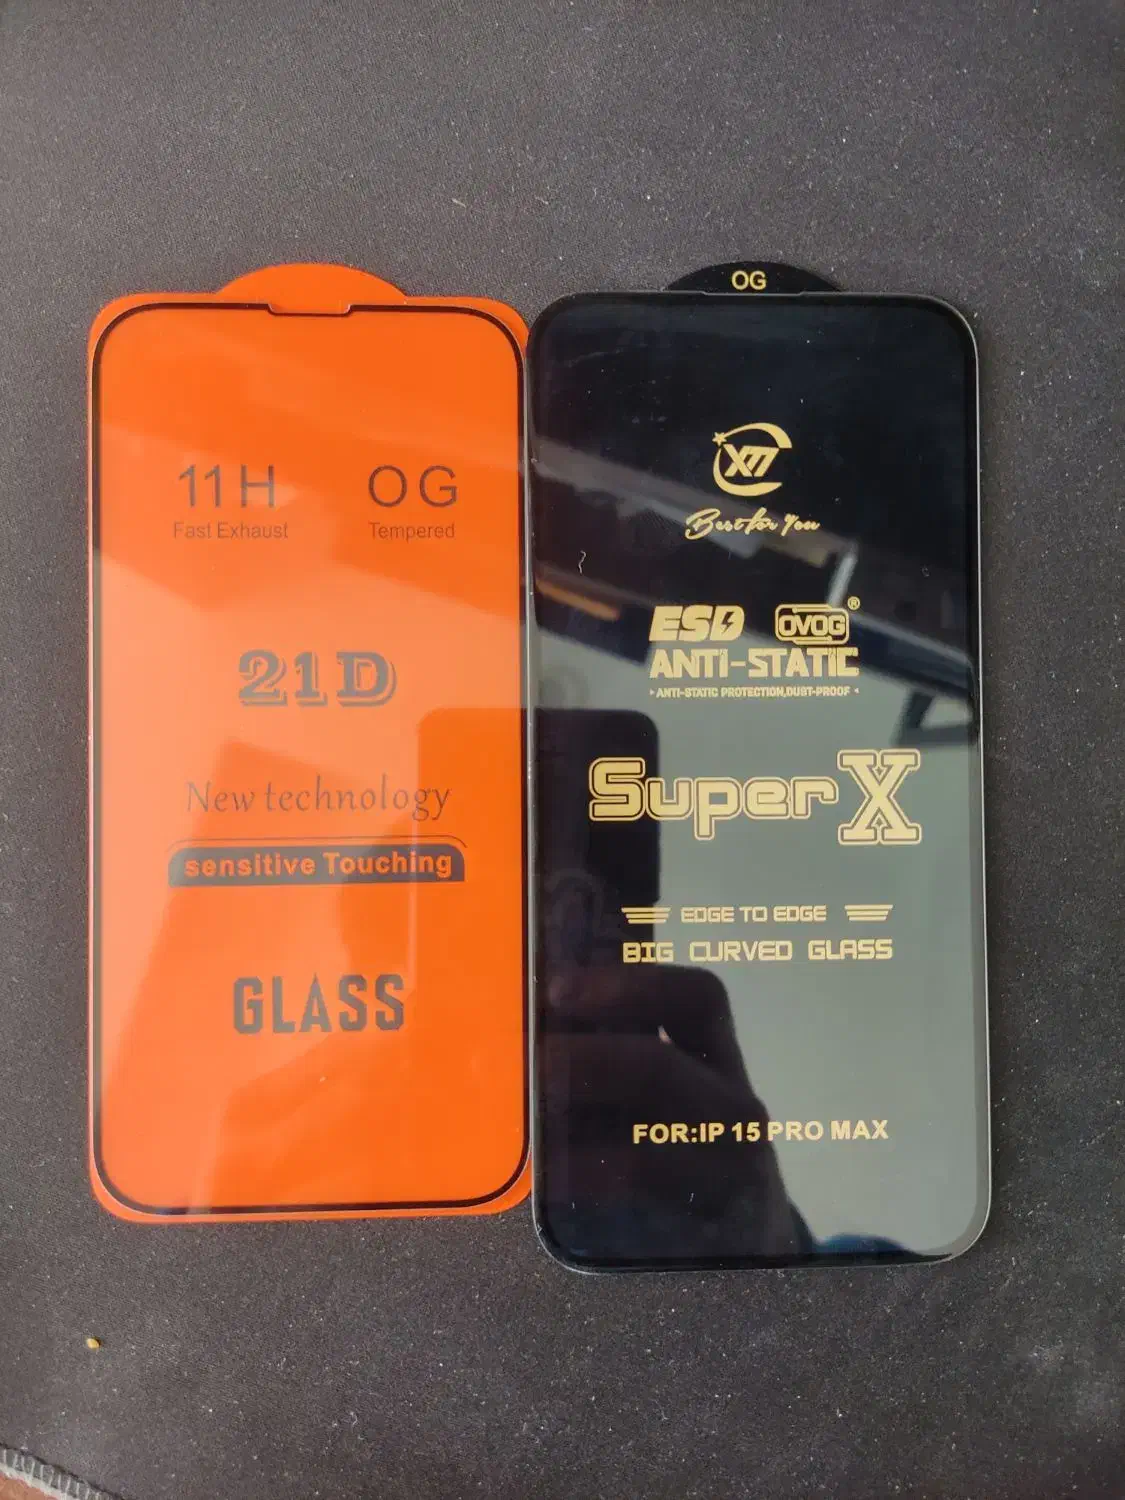 11H
Fast Exhaust
OG
Tempered
21D
New technology
sensitive Touching
GLASS
OG
Best for You
ESD
OVOG®
ANTI-STATIC
ANTI-STATIC PROTECTION,DUST-PROOF
Super X
EDGE TO EDGE
BIG CURVED GLASS
FOR:IP 15 PRO MAX